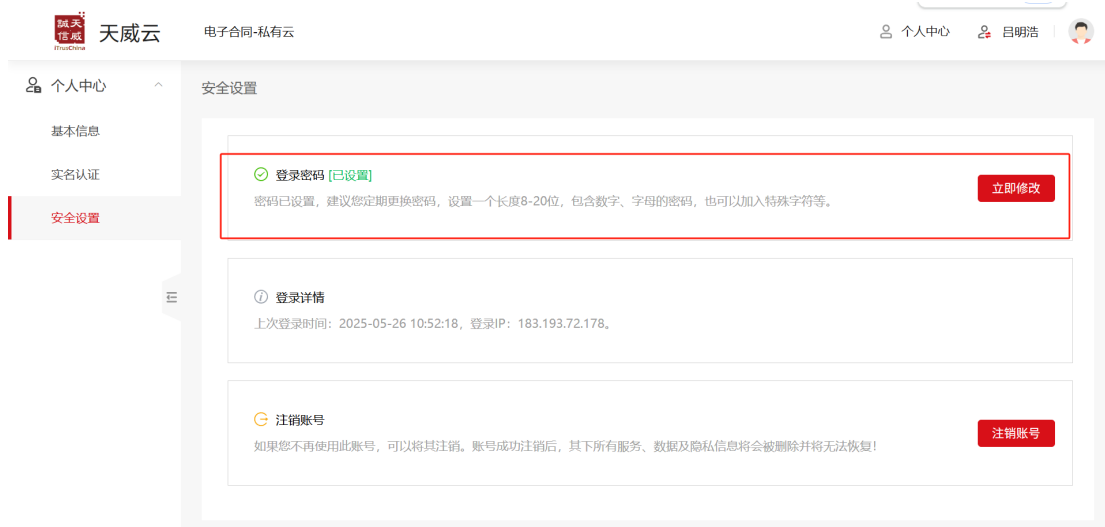 誠天
信威
iTrusChina
天威云
电子合同-私有云
个人中心
吕明浩
个人中心
基本信息
实名认证
安全设置
安全设置
登录密码 [已设置]
密码已设置，建议您定期更换密码，设置一个长度8-20位，包含数字、字母的密码，也可以加入特殊字符等。
立即修改
登录详情
上次登录时间：2025-05-26 10:52:18，登录IP：183.193.72.178。
注销账号
如果您不再使用此账号，可以将其注销。账号成功注销后，其下所有服务、数据及隐私信息将会被删除并将无法恢复！
注销账号